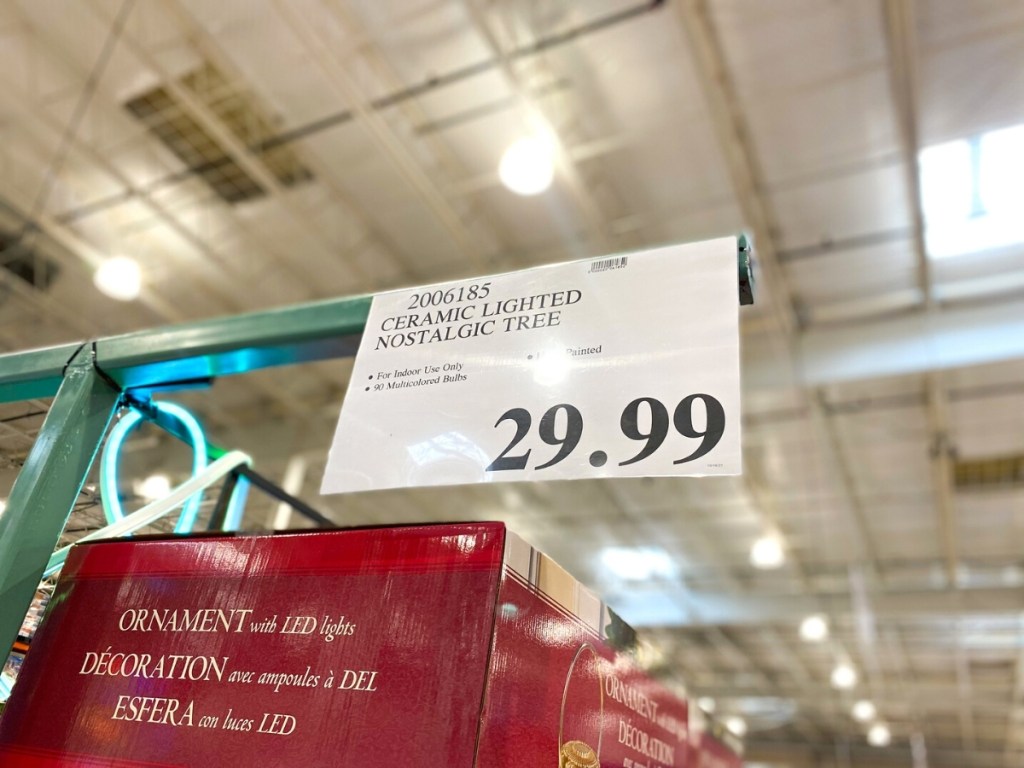 2006185
CERAMIC LIGHTED
NOSTALGIC TREE
• For Indoor Use Only
• 90 Multicolored Bulbs
• Painted
29.99
ORNAMENT with LED lights
DÉCORATION avec ampoules à DEL
ESFERA con luces LED
ORNAMENT
DÉCORATION